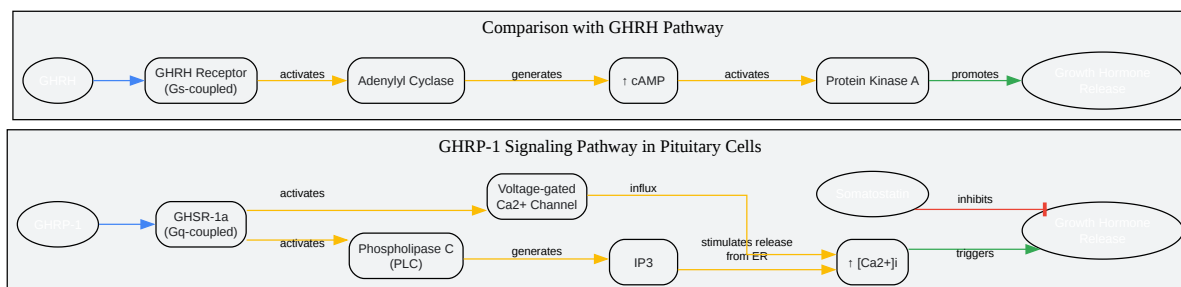 Comparison with GHRH Pathway
GHRH
GHRH Receptor
(Gs-coupled)
activates
Adenylyl Cyclase
generates
↑ cAMP
activates
Protein Kinase A
promotes
Growth Hormone
Release
GHRP-1 Signaling Pathway in Pituitary Cells
GHRP-1
GHSR-1a
(Gq-coupled)
activates
activates
Voltage-gated
Ca2+ Channel
influx
Phospholipase C
(PLC)
generates
IP3
stimulates release
from ER
↑ [Ca2+]i
Somatostatin
inhibits
triggers
Growth Hormone
Release